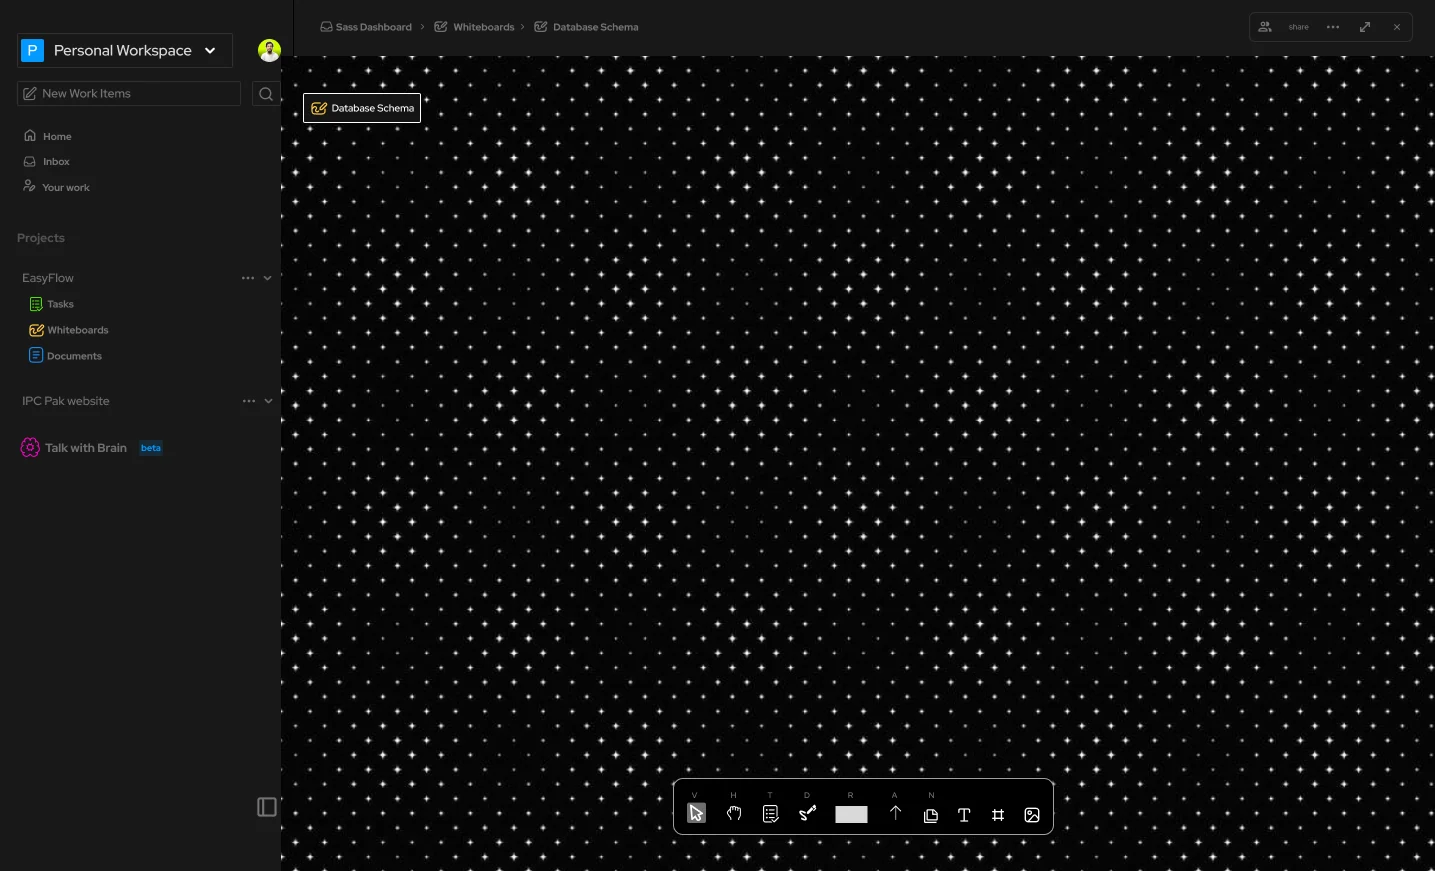 Sass Dashboard > Whiteboards > Database Schema
share
P Personal Workspace
New Work Items
Database Schema
Home
Inbox
Your work
Projects
EasyFlow
Tasks
Whiteboards
Documents
IPC Pak website
Talk with Brain beta
V H T D R A N